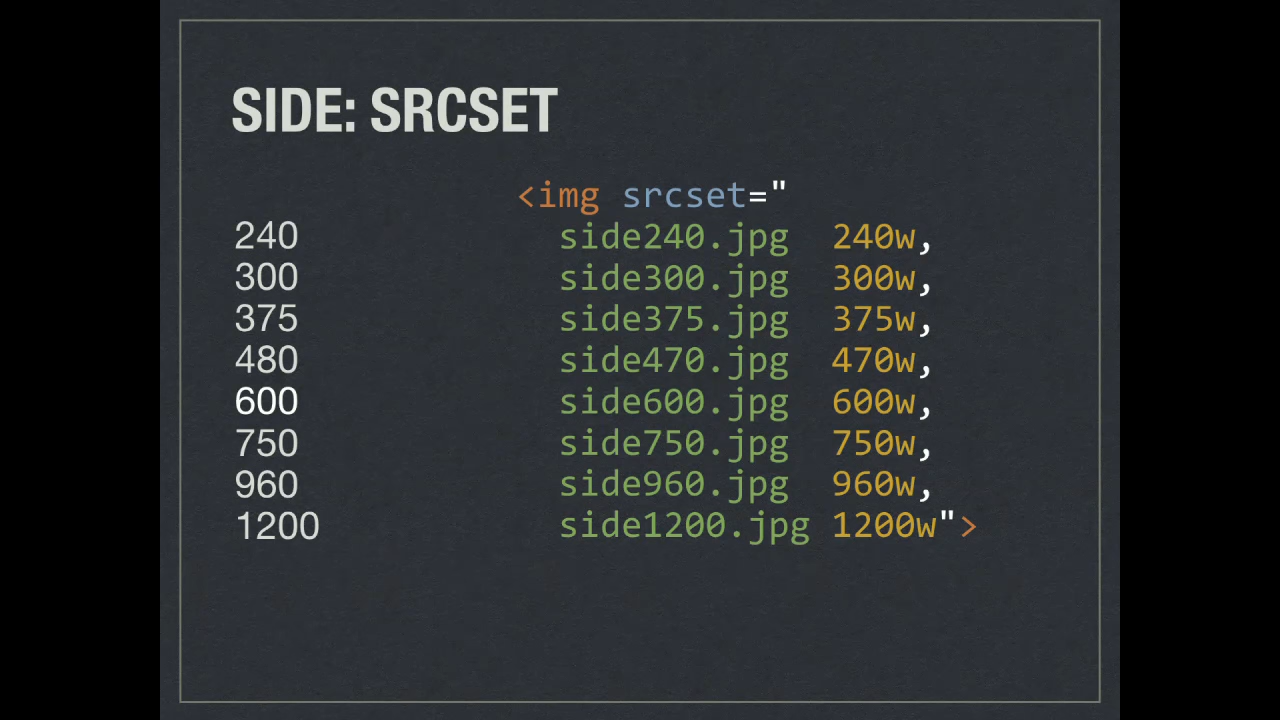 SIDE: SRCSET
<img srcset="
240 side240.jpg 240w,
300 side300.jpg 300w,
375 side375.jpg 375w,
480 side470.jpg 470w,
600 side600.jpg 600w,
750 side750.jpg 750w,
960 side960.jpg 960w,
1200 side1200.jpg 1200w">